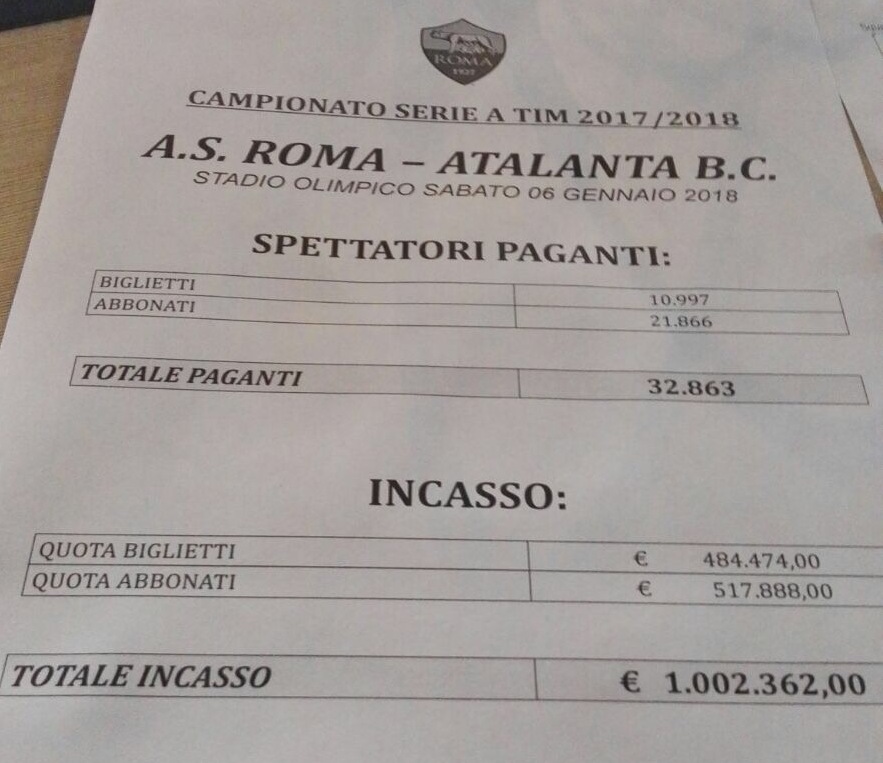 ROMA
1927
CAMPIONATO SERIE A TIM 2017/2018
A.S. ROMA – ATALANTA B.C.
STADIO OLIMPICO SABATO 06 GENNAIO 2018
SPETTATORI PAGANTI:
BIGLIETTI 10.997
ABBONATI 21.866
TOTALE PAGANTI 32.863
INCASSO:
QUOTA BIGLIETTI € 484.474,00
QUOTA ABBONATI € 517.888,00
TOTALE INCASSO € 1.002.362,00